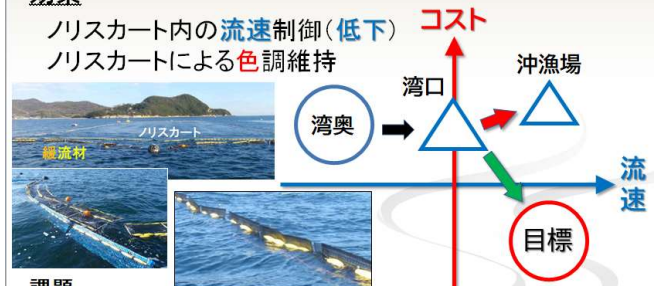 ノリスカート内の流速制御(低下)
ノリスカートによる色調維持
コスト
沖漁場
湾口
湾奥
ノリスカート
緩流材
流速
目標
課題